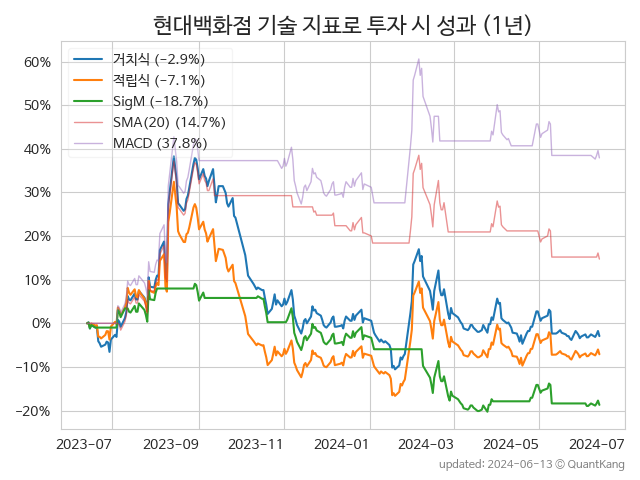 현대백화점 기술 지표로 투자 시 성과 (1년)
거치식 (−2.9%)
적립식 (−7.1%)
SigM (−18.7%)
SMA(20) (14.7%)
MACD (37.8%)
60%
50%
40%
30%
20%
10%
0%
−10%
−20%
2023-07 2023-09 2023-11 2024-01 2024-03 2024-05 2024-07
updated: 2024-06-13 © QuantKang